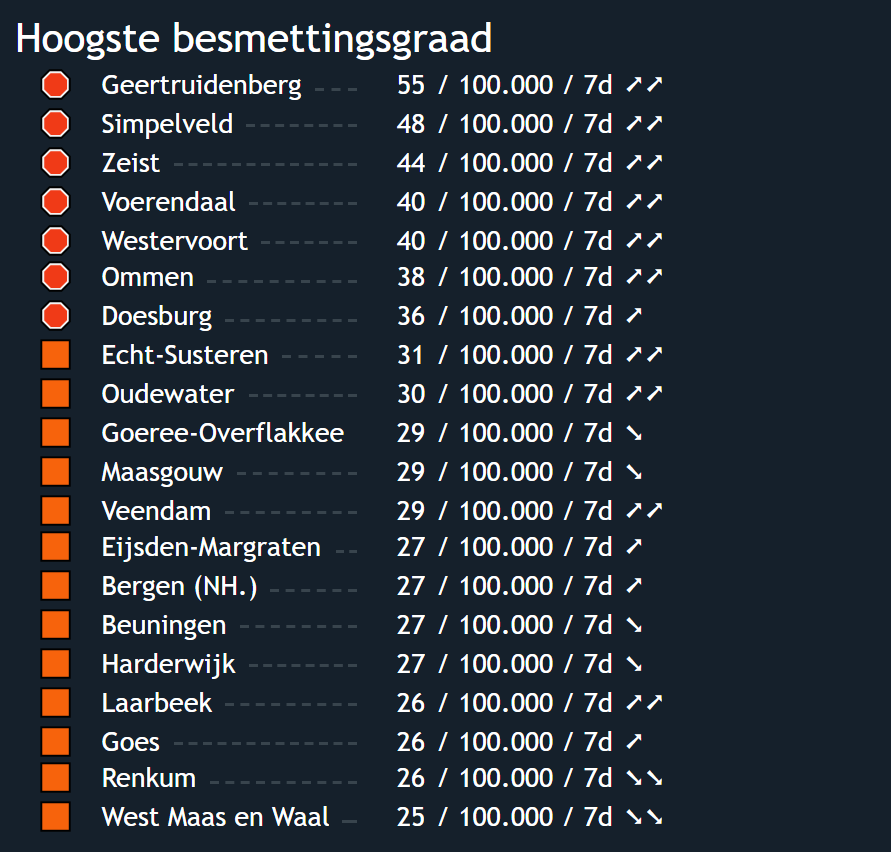 Hoogste besmettingsgraad
Geertruidenberg 55 / 100.000 / 7d ➚➚
Simpelveld 48 / 100.000 / 7d ➚➚
Zeist 44 / 100.000 / 7d ➚➚
Voerendaal 40 / 100.000 / 7d ➚➚
Westervoort 40 / 100.000 / 7d ➚➚
Ommen 38 / 100.000 / 7d ➚➚
Doesburg 36 / 100.000 / 7d ➚
Echt-Susteren 31 / 100.000 / 7d ➚➚
Oudewater 30 / 100.000 / 7d ➚➚
Goeree-Overflakkee 29 / 100.000 / 7d ➘
Maasgouw 29 / 100.000 / 7d ➘
Veendam 29 / 100.000 / 7d ➚➚
Eijsden-Margraten 27 / 100.000 / 7d ➚
Bergen (NH.) 27 / 100.000 / 7d ➚
Beuningen 27 / 100.000 / 7d ➘
Harderwijk 27 / 100.000 / 7d ➘
Laarbeek 26 / 100.000 / 7d ➚➚
Goes 26 / 100.000 / 7d ➚
Renkum 26 / 100.000 / 7d ➘➘
West Maas en Waal 25 / 100.000 / 7d ➘➘